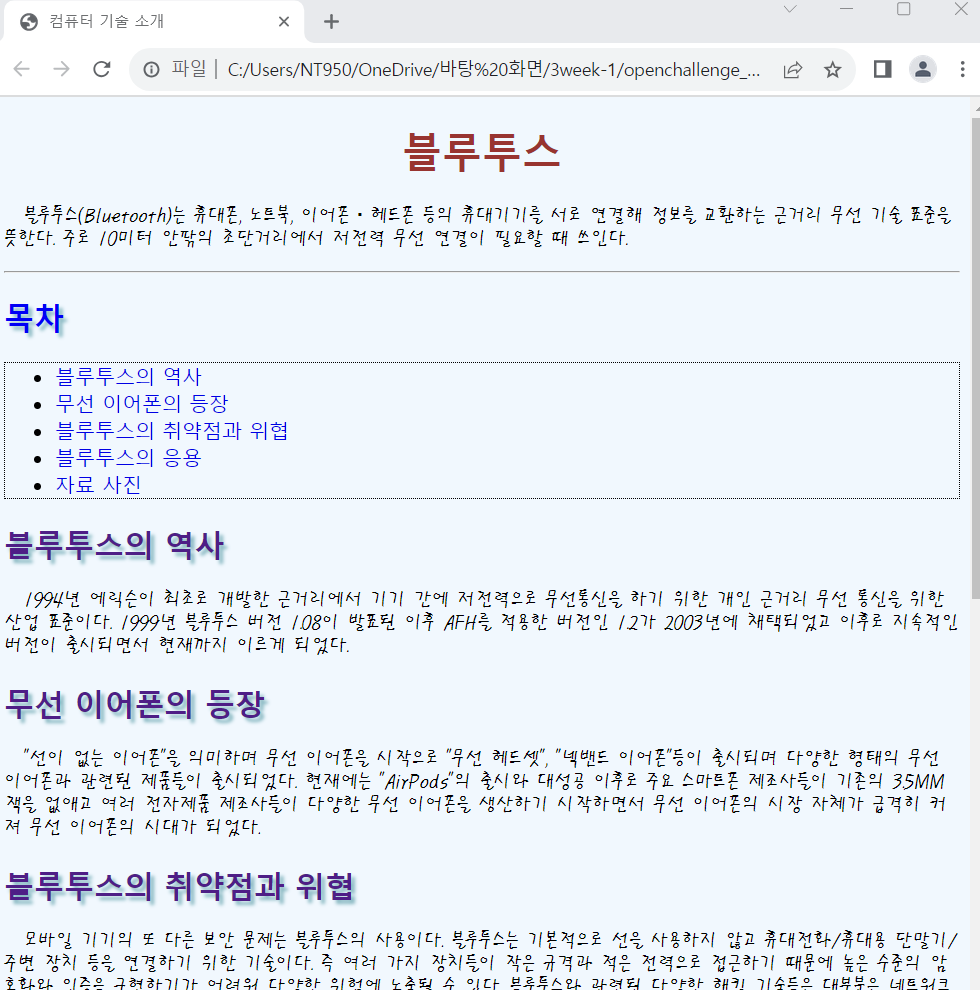 컴퓨터 기술 소개
파일 | C:/Users/NT950/OneDrive/바탕%20화면/3week-1/openchallenge_...
블루투스
블루투스(Bluetooth)는 휴대폰, 노트북, 이어폰·헤드폰 등의 휴대기기를 서로 연결해 정보를 교환하는 근거리 무선 기술 표준을
뜻한다. 주로 10미터 안팎의 초단거리에서 저전력 무선 연결이 필요할 때 쓰인다.
목차
블루투스의 역사
무선 이어폰의 등장
블루투스의 취약점과 위협
블루투스의 응용
자료 사진
블루투스의 역사
1994년 에릭슨이 최초로 개발한 근거리에서 기기 간에 저전력으로 무선통신을 하기 위한 개인 근거리 무선 통신을 위한
산업 표준이다. 1999년 블루투스 버전 1.08이 발표된 이후 AFH를 적용한 버전인 1.2가 2003년에 채택되었고 이후로 지속적인
버전이 출시되면서 현재까지 이르게 되었다.
무선 이어폰의 등장
"선이 없는 이어폰"을 의미하며 무선 이어폰을 시작으로 "무선 헤드셋", "넥밴드 이어폰"등이 출시되며 다양한 형태의 무선
이어폰과 관련된 제품들이 출시되었다. 현재에는 "AirPods"의 출시와 대성공 이후로 주요 스마트폰 제조사들이 기존의 3.5MM
잭을 없애고 여러 전자제품 제조사들이 다양한 무선 이어폰을 생산하기 시작하면서 무선 이어폰의 시장 자체가 급격히 커
져 무선 이어폰의 시대가 되었다.
블루투스의 취약점과 위협
모바일 기기의 또 다른 보안 문제는 블루투스의 사용이다. 블루투스는 기본적으로 선을 사용하지 않고 휴대전화/휴대용 단말기/
주변 장치 등을 연결하기 위한 기술이다. 즉 여러 가지 장치들이 작은 규격과 적은 전력으로 접근하기 때문에 높은 수준의 암
호화와 인증을 구현하기가 어려워 다양한 위험에 노출될 수 있다. 블루투스와 관련된 다양한 해킹 기술들은 대부분은 네트워크